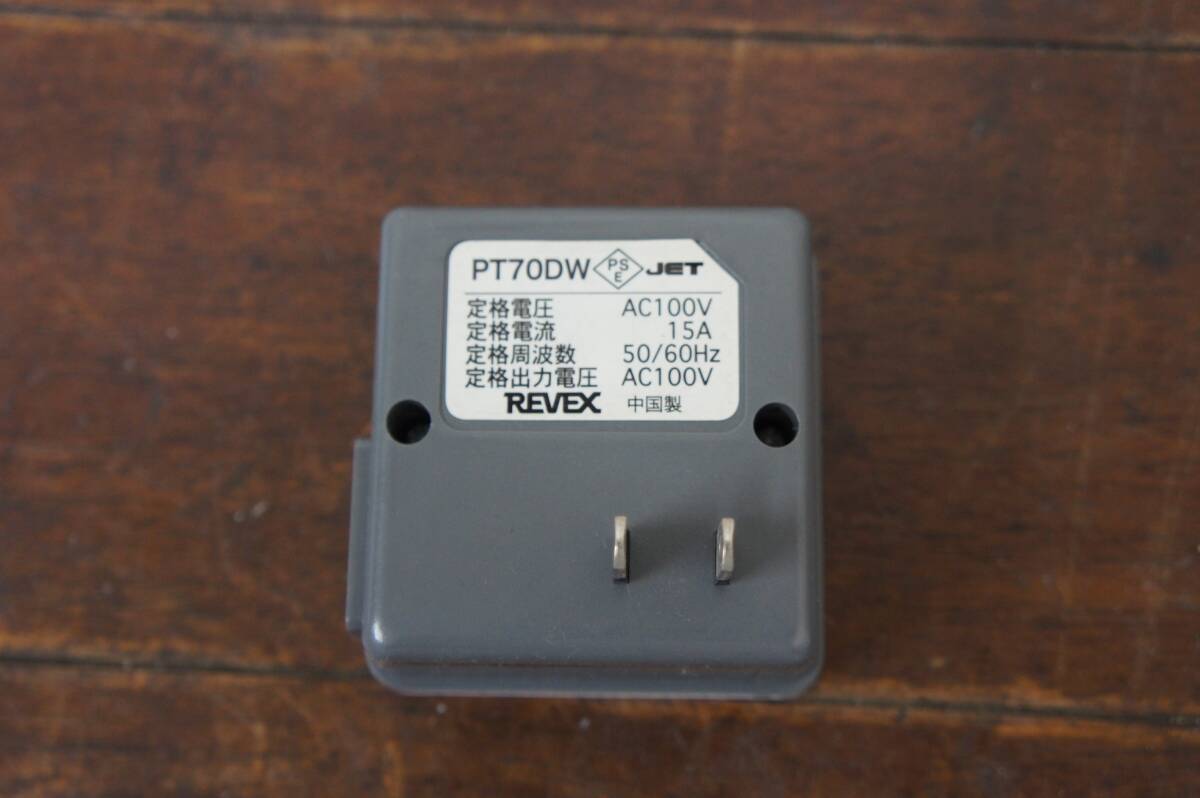 PT70DW PSE JET
定格電圧 AC100V
定格電流 15A
定格周波数 50/60Hz
定格出力電圧 AC100V
REVEX 中国製